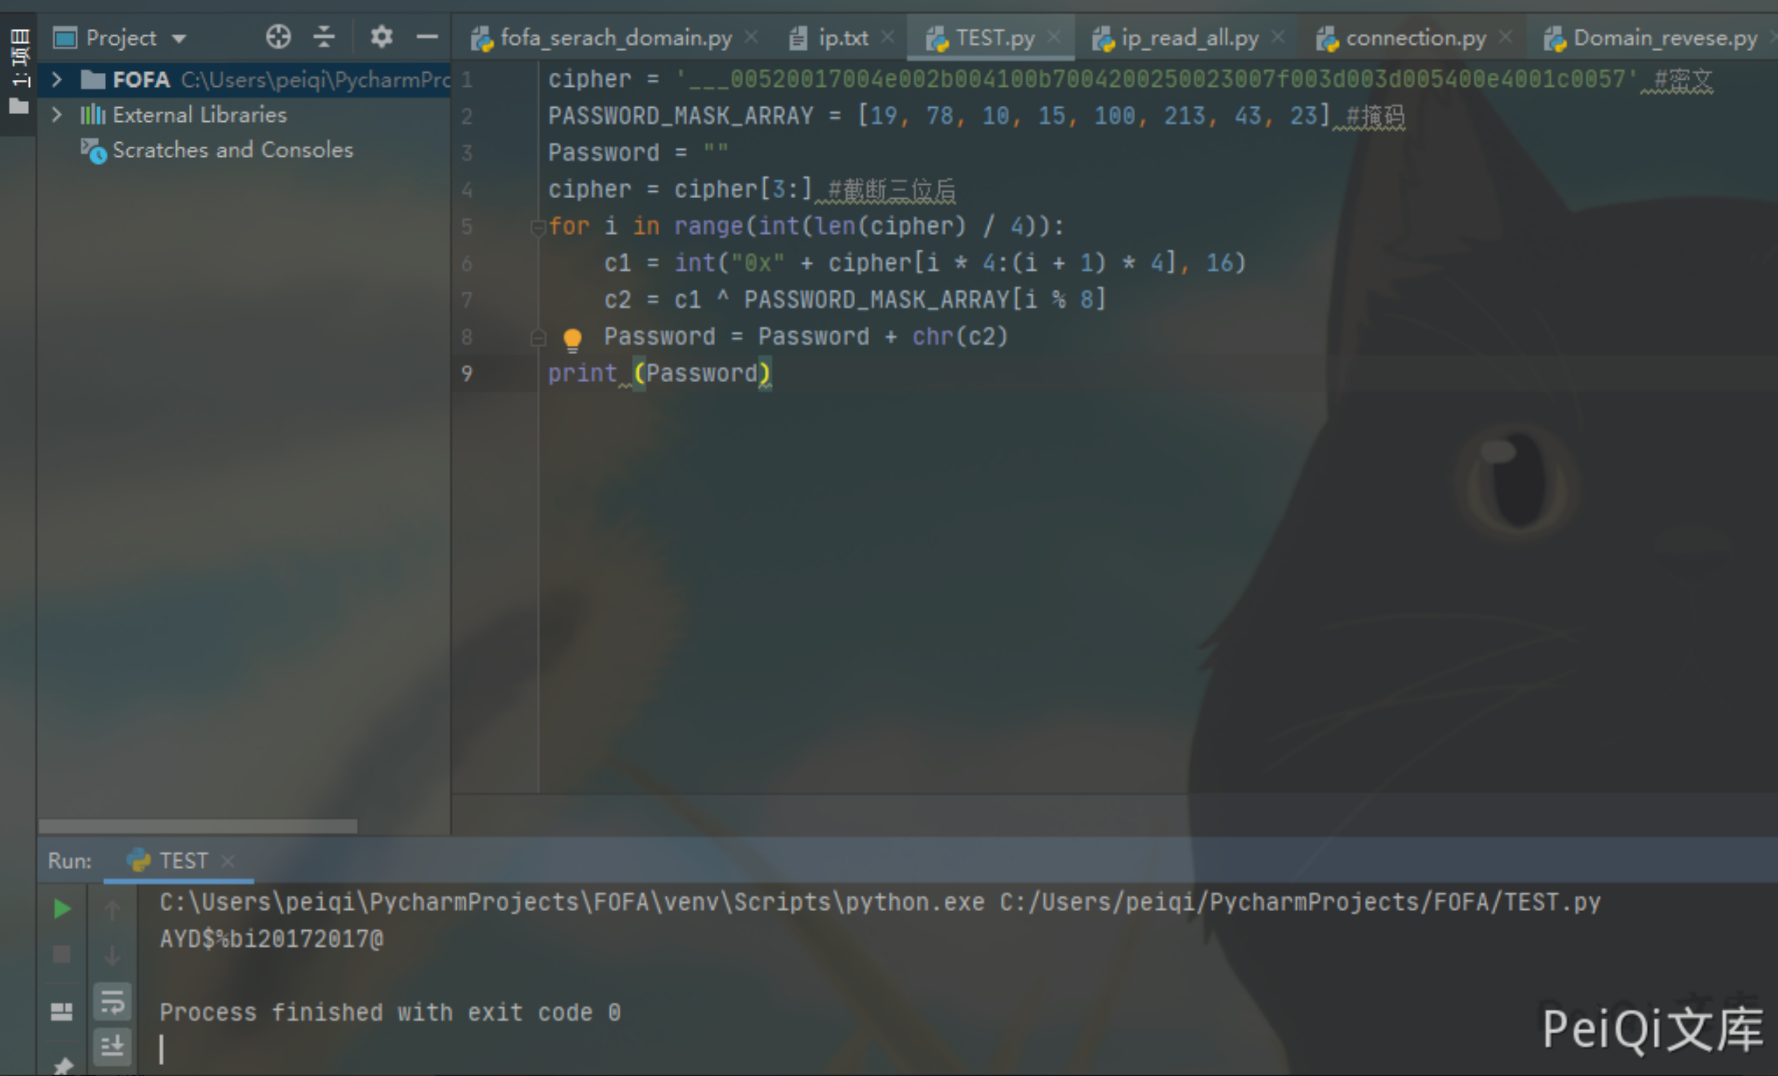 1: 项目
Project
fofa_serach_domain.py
ip.txt
TEST.py
ip_read_all.py
connection.py
Domain_revese.py
FOFA C:\Users\peiqi\PycharmPrc
External Libraries
Scratches and Consoles
1 cipher = '___00520017004e002b004100b7004200250023007f003d003d005400e4001c0057' #密文
2 PASSWORD_MASK_ARRAY = [19, 78, 10, 15, 100, 213, 43, 23] #掩码
3 Password = ""
4 cipher = cipher[3:] #截断三位后
5 for i in range(int(len(cipher) / 4)):
6 c1 = int("0x" + cipher[i * 4:(i + 1) * 4], 16)
7 c2 = c1 ^ PASSWORD_MASK_ARRAY[i % 8]
8 Password = Password + chr(c2)
9 print (Password)
Run: TEST
C:\Users\peiqi\PycharmProjects\FOFA\venv\Scripts\python.exe C:/Users/peiqi/PycharmProjects/FOFA/TEST.py
AYD$%bi20172017@
Process finished with exit code 0
PeiQi文库